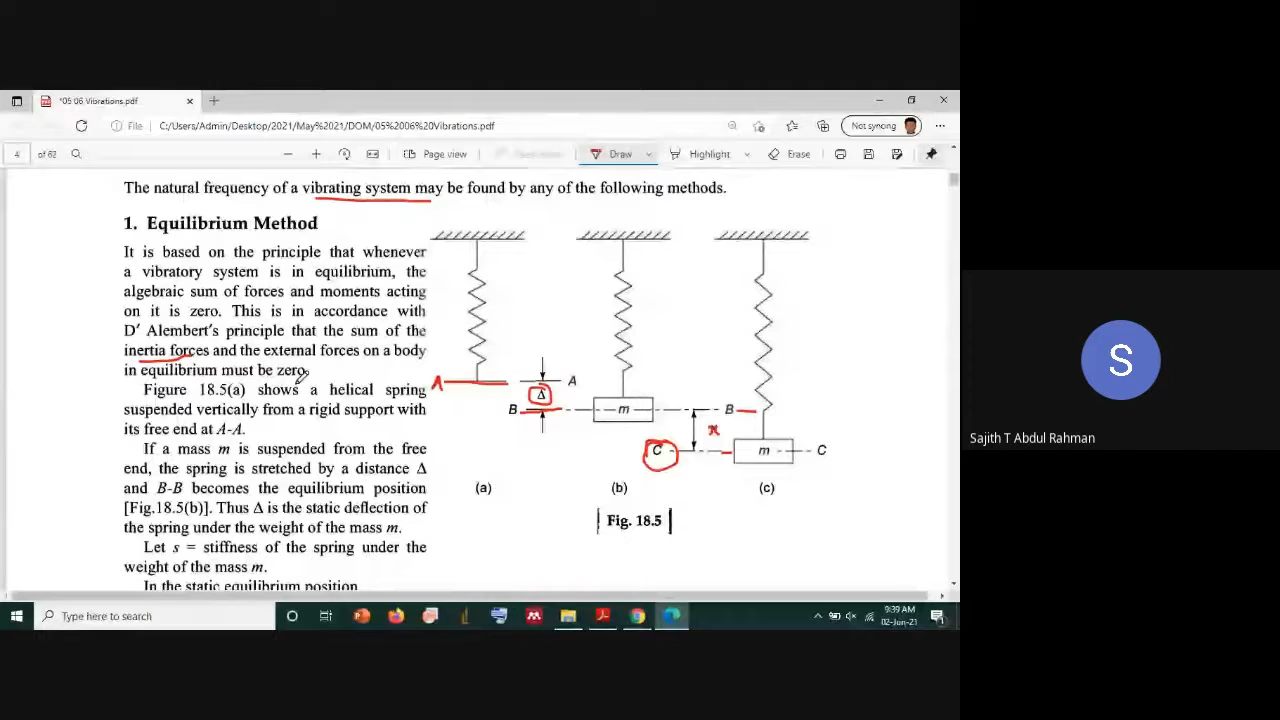 *05 06 Vibrations.pdf
File
C:/Users/Admin/Desktop/2021/May%2021/DOM/05%2006%20Vibrations.pdf
Not syncing
4 of 62
Page view
Draw
Highlight
Erase
The natural frequency of a vibrating system may be found by any of the following methods.
1. Equilibrium Method
It is based on the principle that whenever
a vibratory system is in equilibrium, the
algebraic sum of forces and moments acting
on it is zero. This is in accordance with
D′ Alembert's principle that the sum of the
inertia forces and the external forces on a body
in equilibrium must be zero.
Figure 18.5(a) shows a helical spring
suspended vertically from a rigid support with
its free end at A-A.
If a mass m is suspended from the free
end, the spring is stretched by a distance Δ
and B-B becomes the equilibrium position
[Fig.18.5(b)]. Thus Δ is the static deflection of
the spring under the weight of the mass m.
Let s = stiffness of the spring under the
weight of the mass m.
In the static equilibrium position
A
A
Δ
B
m
B
x
C
m
C
(a)
(b)
(c)
Fig. 18.5
S
Sajith T Abdul Rahman
Type here to search
9:39 AM
02-Jun-21
1